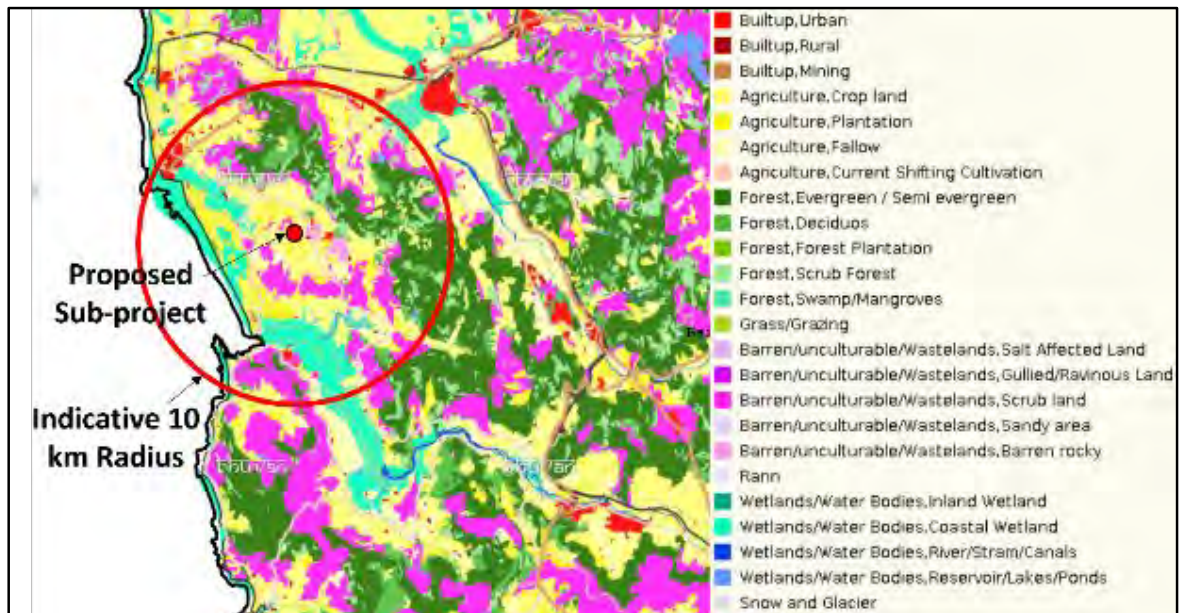 Proposed
Sub-project
Indicative 10
km Radius
Builtup,Urban
Builtup,Rural
Builtup,Mining
Agriculture,Crop land
Agriculture,Plantation
Agriculture,Fallow
Agriculture,Current Shifting Cultivation
Forest,Evergreen / Semi evergreen
Forest,Deciduos
Forest,Forest Plantation
Forest,Scrub Forest
Forest,Swamp/Mangroves
Grass/Grazing
Barren/unculturable/Wastelands,Salt Affected Land
Barren/unculturable/Wastelands,Gullied/Ravinous Land
Barren/unculturable/Wastelands,Scrub land
Barren/unculturable/Wastelands,Sandy area
Barren/unculturable/Wastelands,Barren rocky
Rann
Wetlands/Water Bodies,Inland Wetland
Wetlands/Water Bodies,Coastal Wetland
Wetlands/Water Bodies,River/Stram/Canals
Wetlands/Water Bodies,Reservoir/Lakes/Ponds
Snow and Glacier